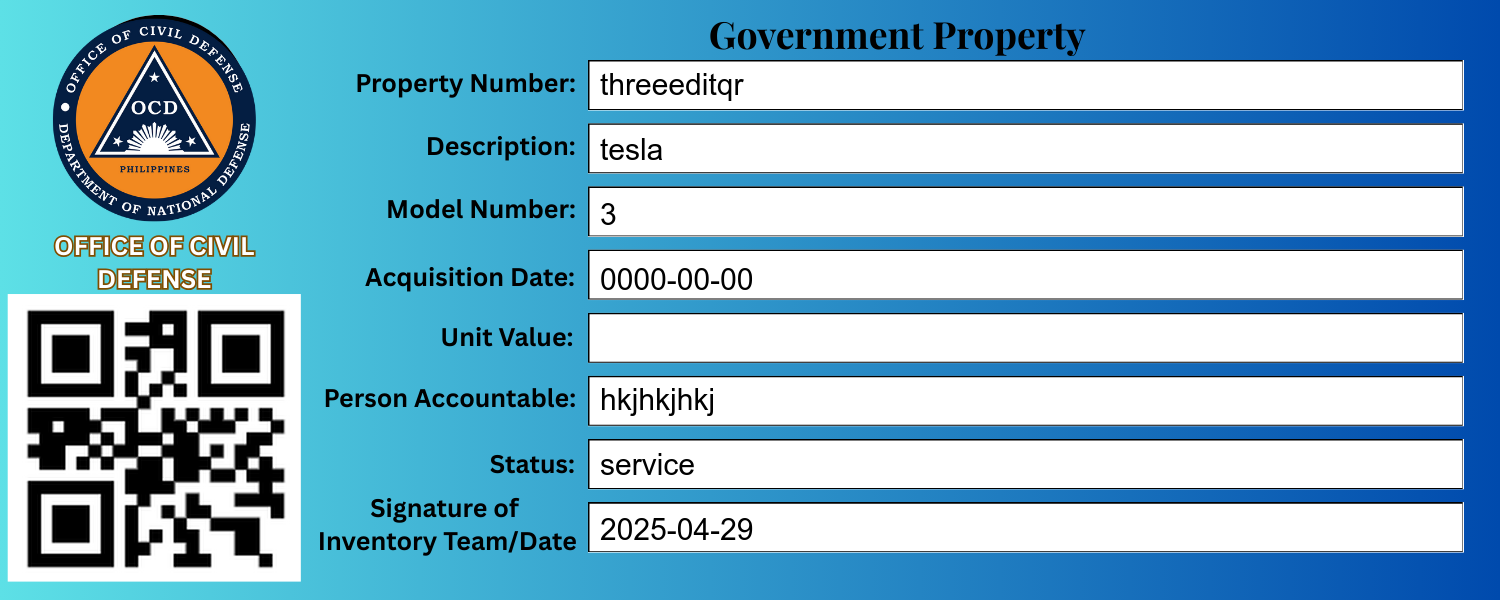 OFFICE OF CIVIL DEFENSE
OCD
PHILIPPINES
DEPARTMENT OF NATIONAL DEFENSE
OFFICE OF CIVIL
DEFENSE
Government Property
Property Number: threeeditqr
Description: tesla
Model Number: 3
Acquisition Date: 0000-00-00
Unit Value:
Person Accountable: hkjhkjhkj
Status: service
Signature of
Inventory Team/Date 2025-04-29